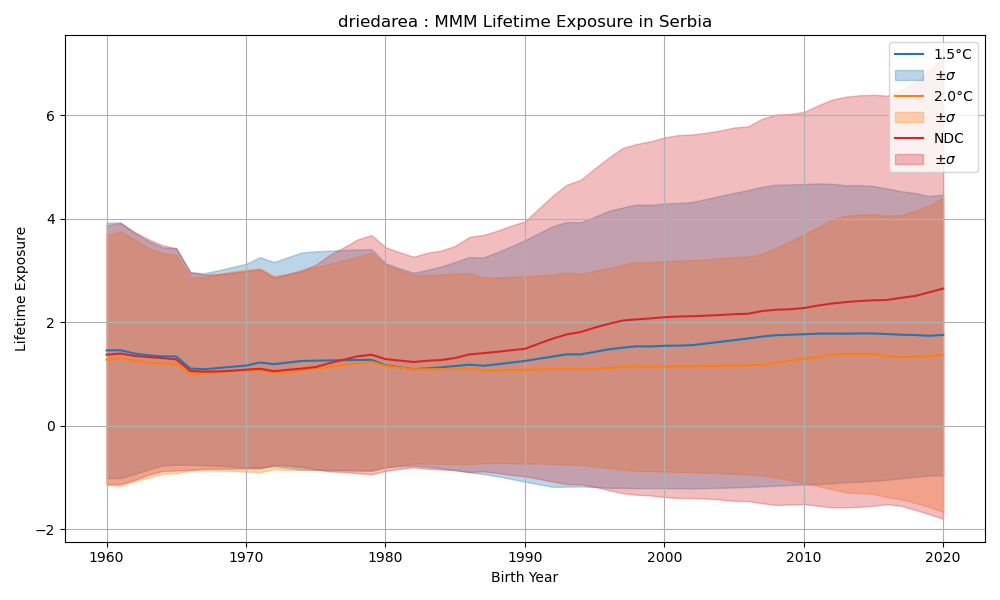 driedarea : MMM Lifetime Exposure in Serbia
1.5°C
±σ
2.0°C
±σ
NDC
±σ
Lifetime Exposure
6
4
2
0
−2
1960
1970
1980
1990
2000
2010
2020
Birth Year